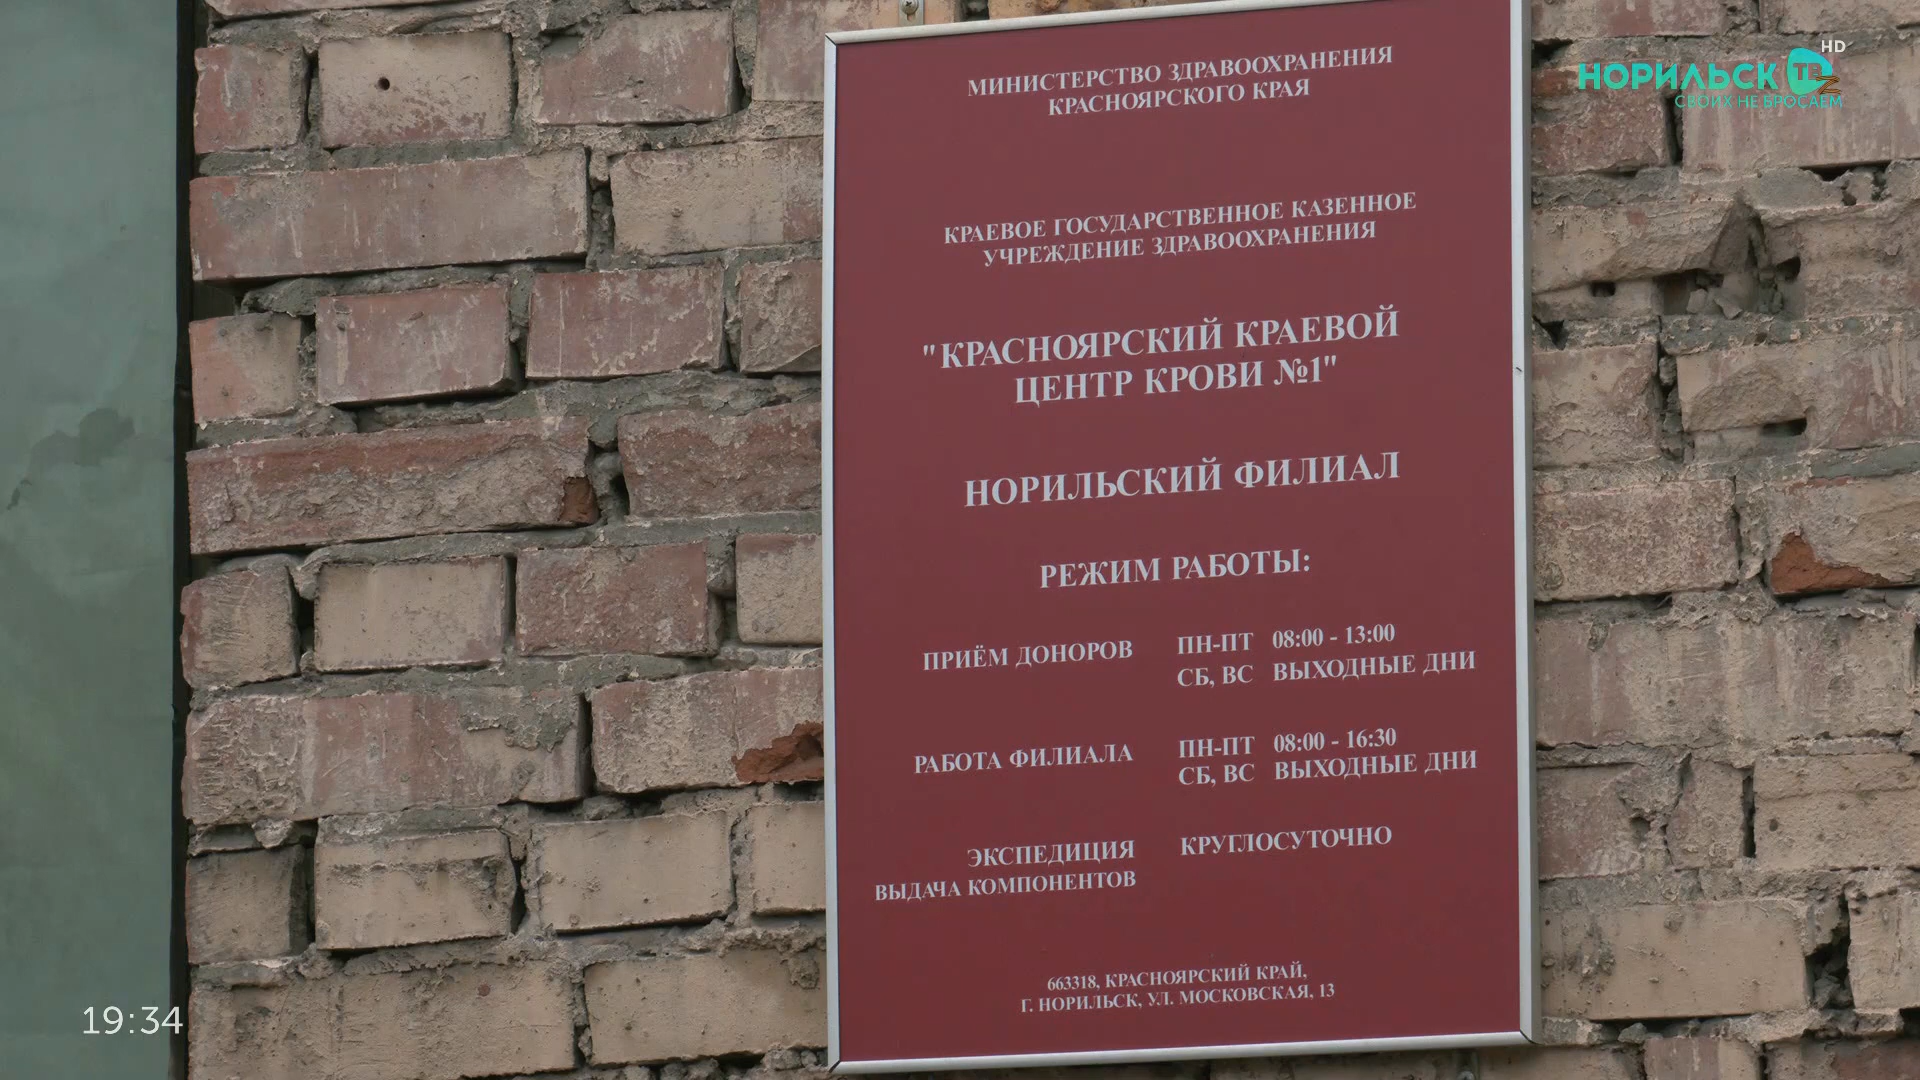 МИНИСТЕРСТВО ЗДРАВООХРАНЕНИЯ
КРАСНОЯРСКОГО КРАЯ
КРАЕВОЕ ГОСУДАРСТВЕННОЕ КАЗЕННОЕ
УЧРЕЖДЕНИЕ ЗДРАВООХРАНЕНИЯ
"КРАСНОЯРСКИЙ КРАЕВОЙ
ЦЕНТР КРОВИ №1"
НОРИЛЬСКИЙ ФИЛИАЛ
РЕЖИМ РАБОТЫ:
ПРИЁМ ДОНОРОВ ПН-ПТ 08:00 - 13:00
СБ, ВС ВЫХОДНЫЕ ДНИ
РАБОТА ФИЛИАЛА ПН-ПТ 08:00 - 16:30
СБ, ВС ВЫХОДНЫЕ ДНИ
ЭКСПЕДИЦИЯ КРУГЛОСУТОЧНО
ВЫДАЧА КОМПОНЕНТОВ
663318, КРАСНОЯРСКИЙ КРАЙ,
Г. НОРИЛЬСК, УЛ. МОСКОВСКАЯ, 13
HD
НОРИЛЬСК ТВ
СВОИХ НЕ БРОСАЕМ
19:34